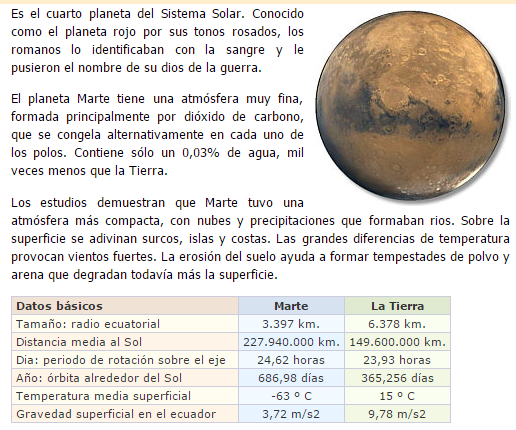 Es el cuarto planeta del Sistema Solar. Conocido
como el planeta rojo por sus tonos rosados, los
romanos lo identificaban con la sangre y le
pusieron el nombre de su dios de la guerra.
El planeta Marte tiene una atmósfera muy fina,
formada principalmente por dióxido de carbono,
que se congela alternativamente en cada uno de
los polos. Contiene sólo un 0,03% de agua, mil
veces menos que la Tierra.
Los estudios demuestran que Marte tuvo una
atmósfera más compacta, con nubes y precipitaciones que formaban rios. Sobre la
superficie se adivinan surcos, islas y costas. Las grandes diferencias de temperatura
provocan vientos fuertes. La erosión del suelo ayuda a formar tempestades de polvo y
arena que degradan todavía más la superficie.
Datos básicos Marte La Tierra
Tamaño: radio ecuatorial 3.397 km. 6.378 km.
Distancia media al Sol 227.940.000 km. 149.600.000 km.
Dia: periodo de rotación sobre el eje 24,62 horas 23,93 horas
Año: órbita alrededor del Sol 686,98 días 365,256 días
Temperatura media superficial -63 º C 15 º C
Gravedad superficial en el ecuador 3,72 m/s2 9,78 m/s2